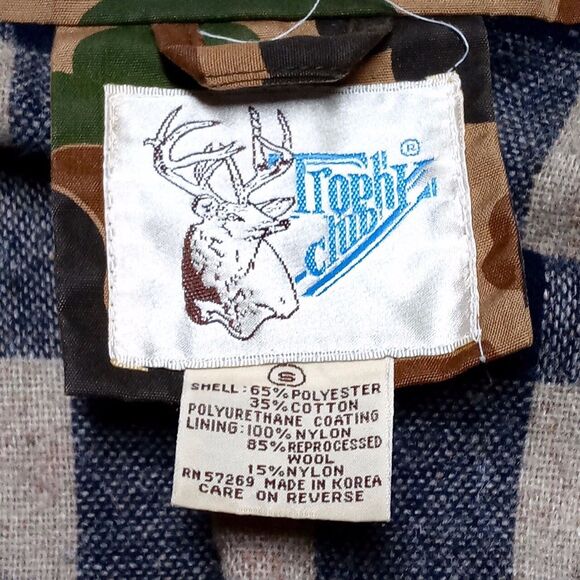 Trophy ®
club
S
SHELL: 65% POLYESTER
35% COTTON
POLYURETHANE COATING
LINING: 100% NYLON
85% REPROCESSED
WOOL
15% NYLON
RN 57269 MADE IN KOREA
CARE ON REVERSE